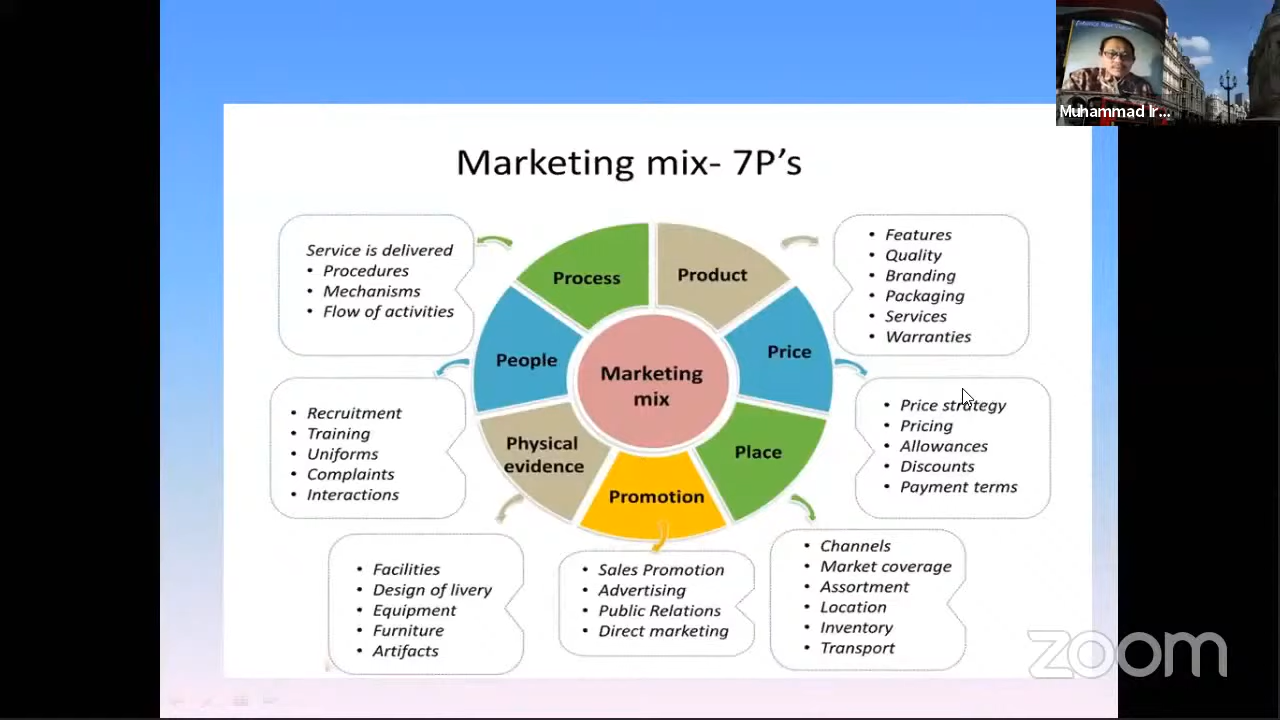 Muhammad Ir...
Marketing mix- 7P's
Service is delivered
• Procedures
• Mechanisms
• Flow of activities
Process
Product
• Features
• Quality
• Branding
• Packaging
• Services
• Warranties
People
Price
Marketing
mix
• Recruitment
• Training
• Uniforms
• Complaints
• Interactions
• Price strategy
• Pricing
• Allowances
• Discounts
• Payment terms
Physical
evidence
Place
Promotion
• Facilities
• Design of livery
• Equipment
• Furniture
• Artifacts
• Sales Promotion
• Advertising
• Public Relations
• Direct marketing
• Channels
• Market coverage
• Assortment
• Location
• Inventory
• Transport
zoom